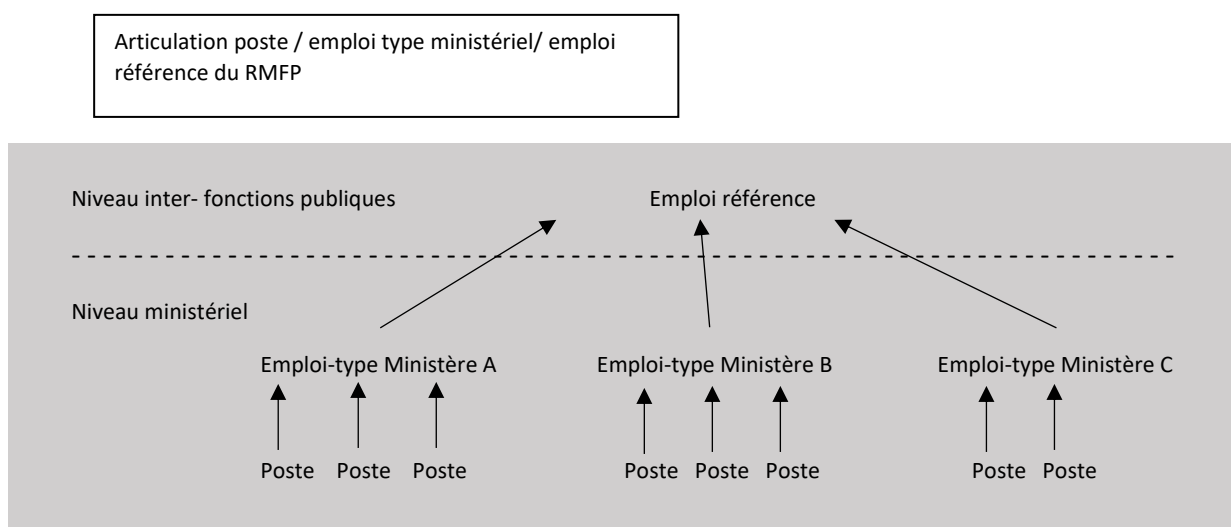 Articulation poste / emploi type ministériel/ emploi
référence du RMFP
Niveau inter- fonctions publiques Emploi référence
Niveau ministériel
Emploi-type Ministère A Emploi-type Ministère B Emploi-type Ministère C
Poste Poste Poste Poste Poste Poste Poste Poste